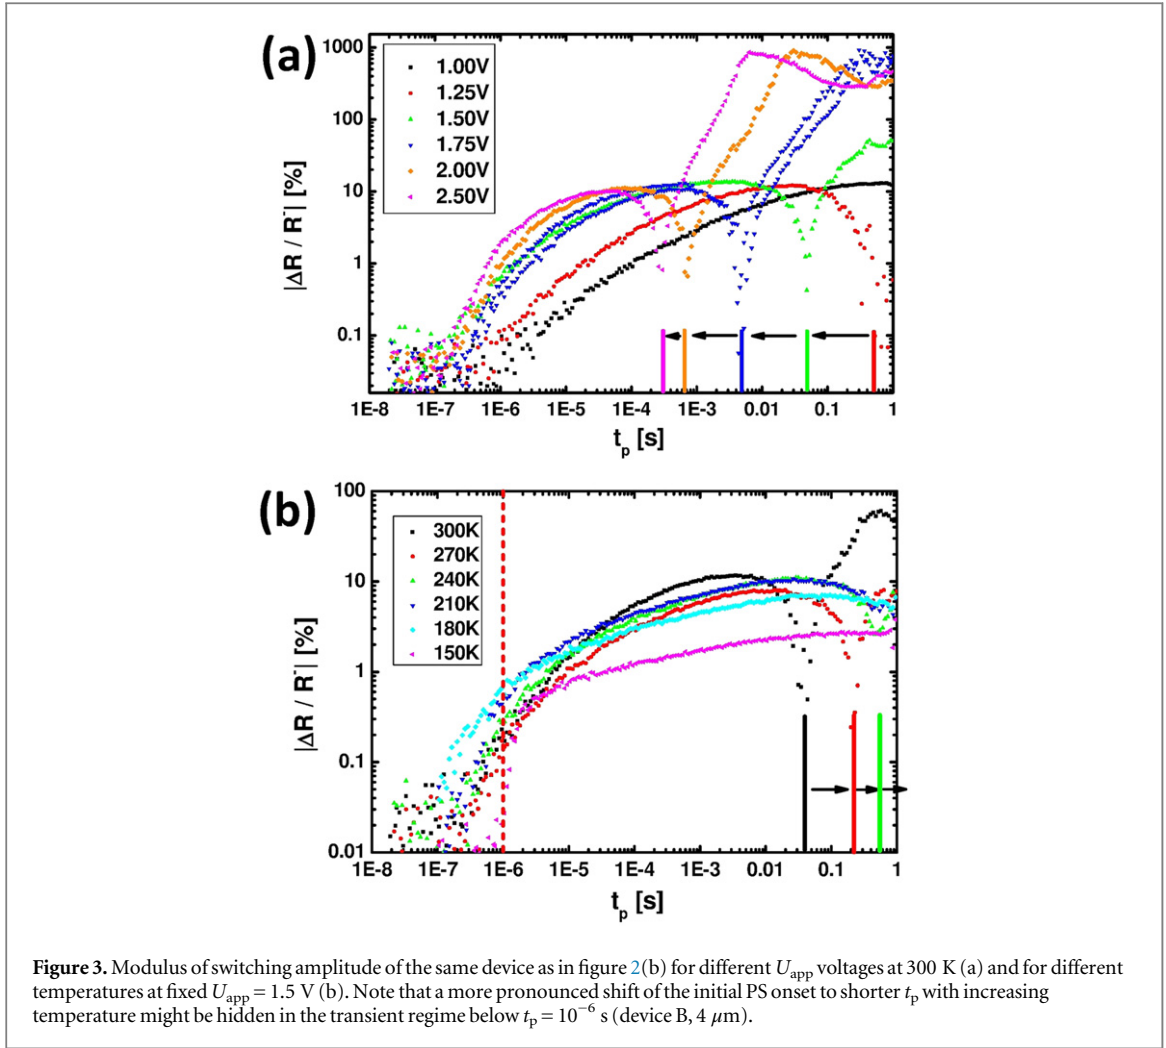 (a)
1000
100
10
1
0.1
|ΔR / R⁻| [%]
1.00V
1.25V
1.50V
1.75V
2.00V
2.50V
1E-8 1E-7 1E-6 1E-5 1E-4 1E-3 0.01 0.1 1
tp [s]
(b)
100
10
1
0.1
0.01
|ΔR / R⁻| [%]
300K
270K
240K
210K
180K
150K
1E-8 1E-7 1E-6 1E-5 1E-4 1E-3 0.01 0.1 1
tp [s]
Figure 3. Modulus of switching amplitude of the same device as in figure 2(b) for different Uapp voltages at 300 K (a) and for different
temperatures at fixed Uapp = 1.5 V (b). Note that a more pronounced shift of the initial PS onset to shorter tp with increasing
temperature might be hidden in the transient regime below tp = 10⁻⁶ s (device B, 4 μm).